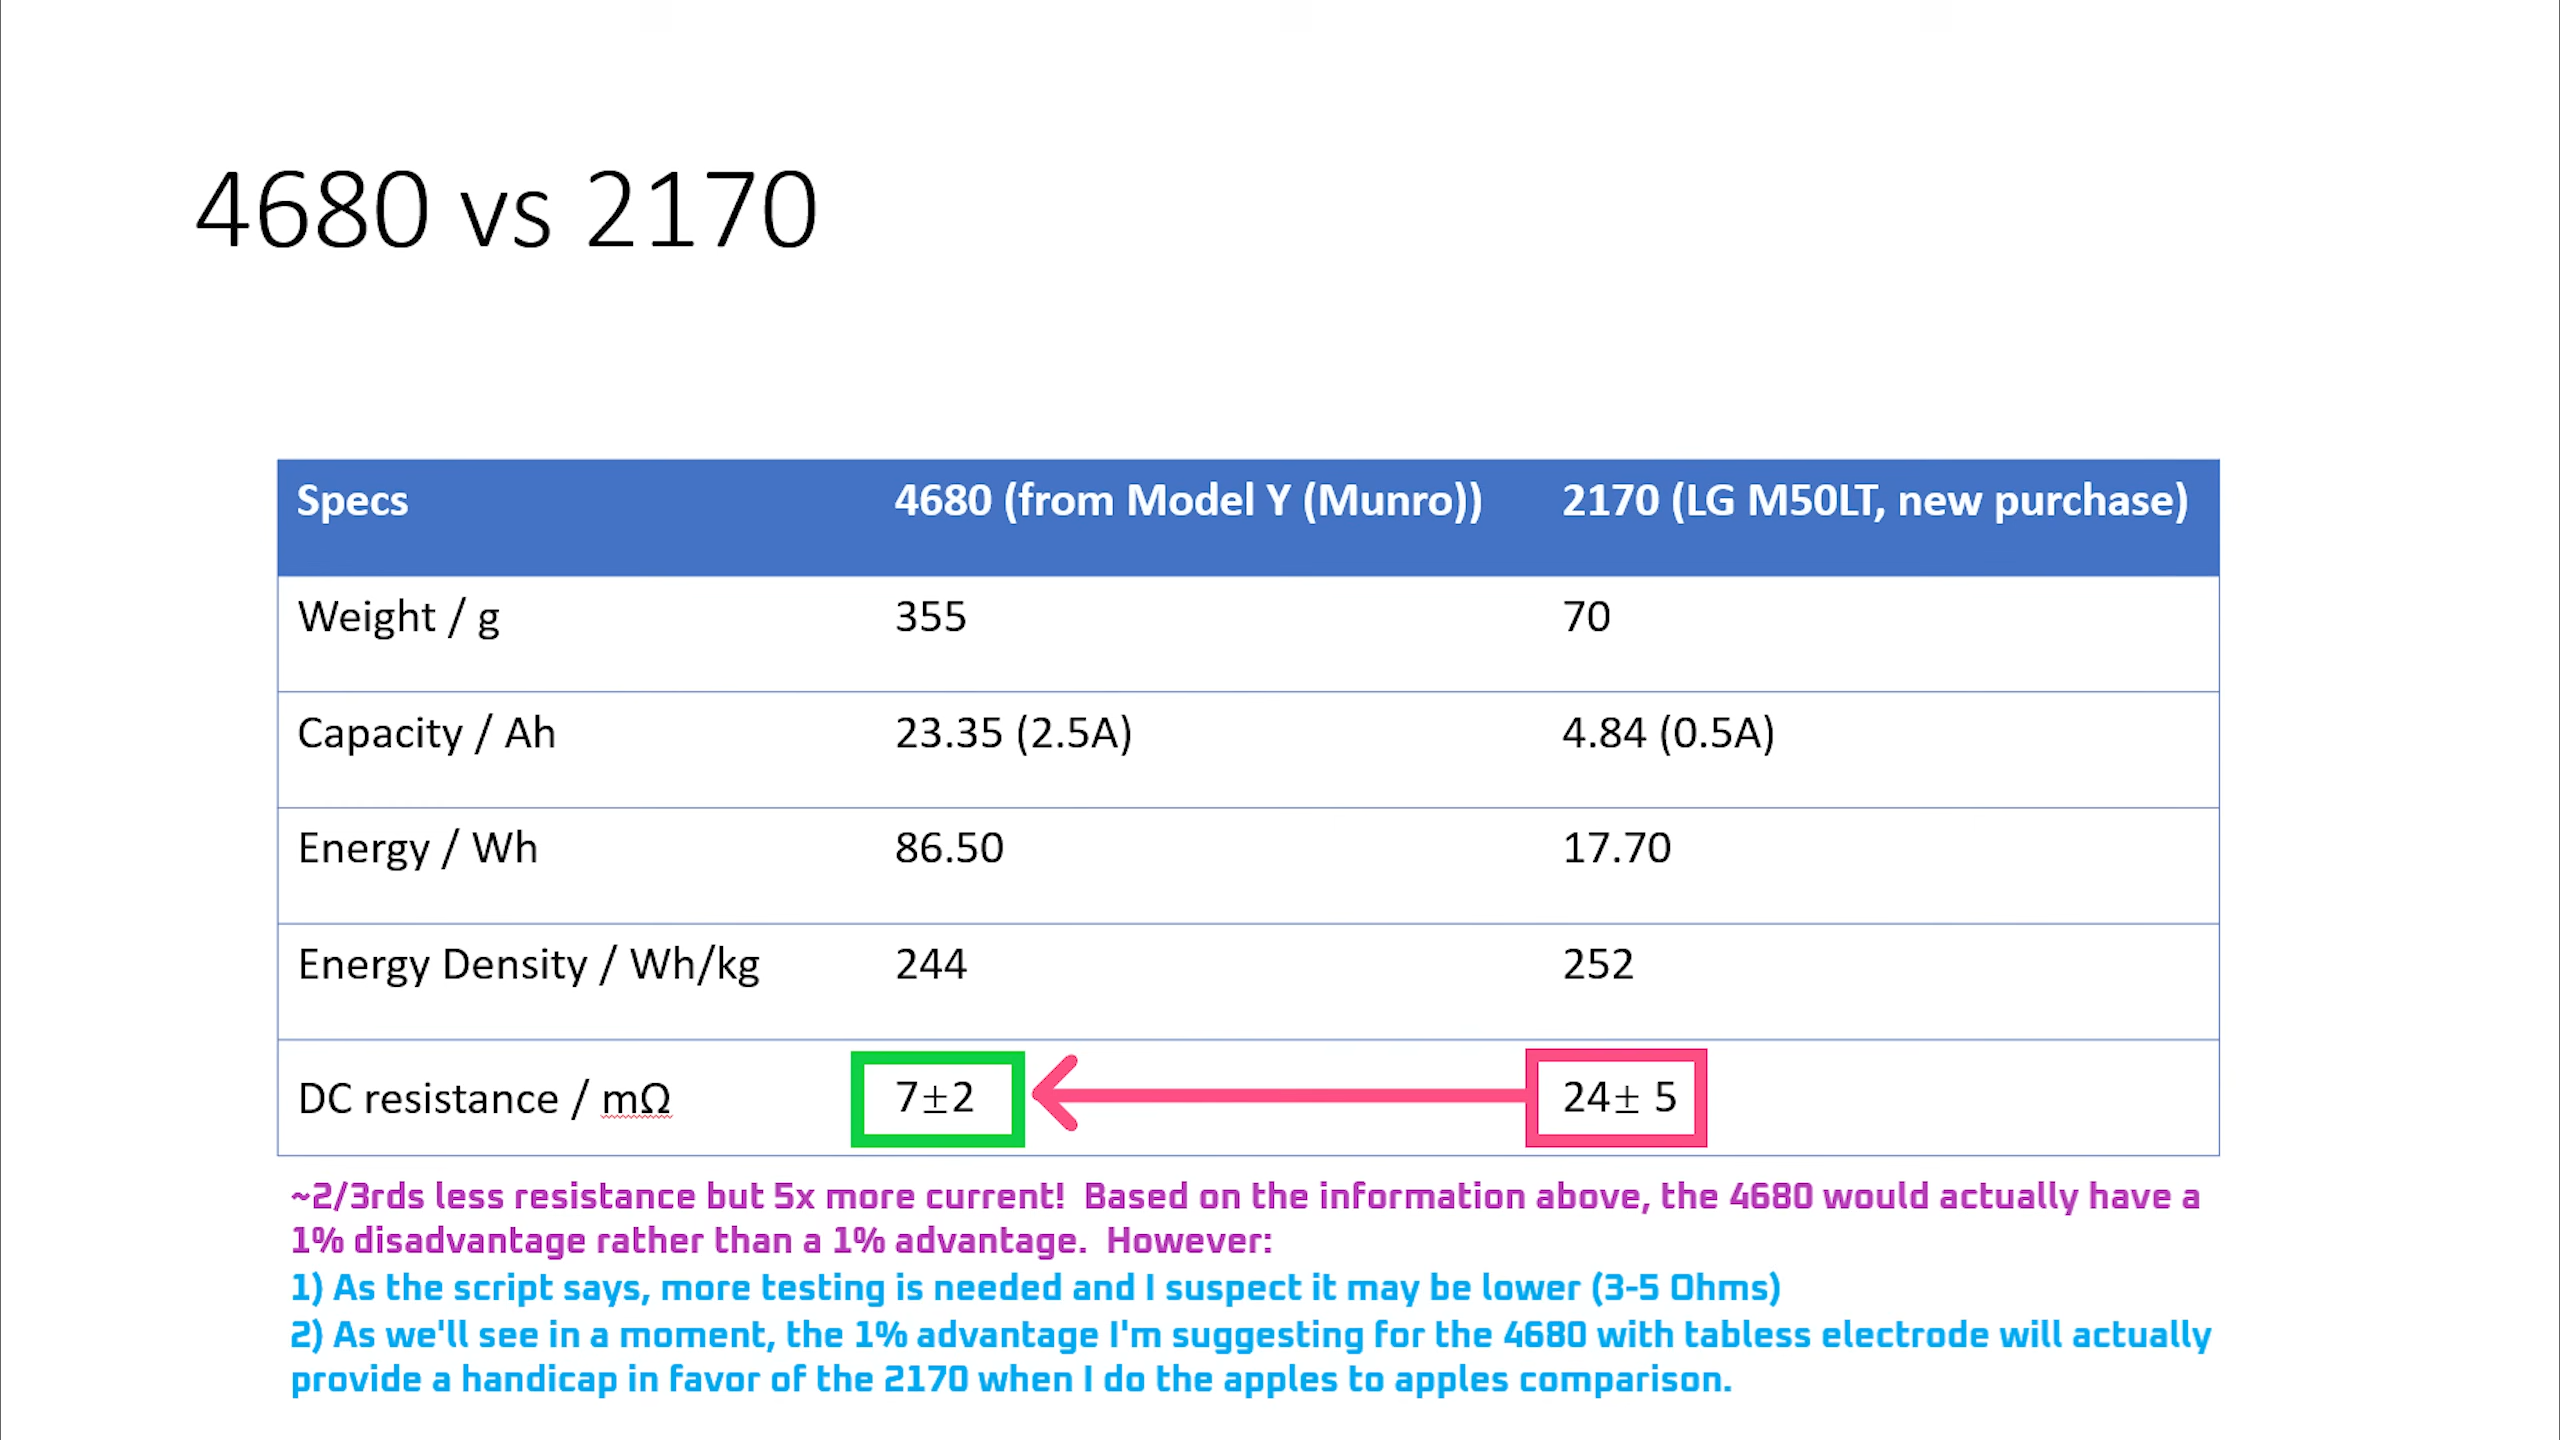 4680 vs 2170
Specs 4680 (from Model Y (Munro)) 2170 (LG M50LT, new purchase)
Weight / g 355 70
Capacity / Ah 23.35 (2.5A) 4.84 (0.5A)
Energy / Wh 86.50 17.70
Energy Density / Wh/kg 244 252
DC resistance / mΩ 7±2 24± 5
~2/3rds less resistance but 5x more current! Based on the information above, the 4680 would actually have a
1% disadvantage rather than a 1% advantage. However:
1) As the script says, more testing is needed and I suspect it may be lower (3-5 Ohms)
2) As we'll see in a moment, the 1% advantage I'm suggesting for the 4680 with tabless electrode will actually
provide a handicap in favor of the 2170 when I do the apples to apples comparison.